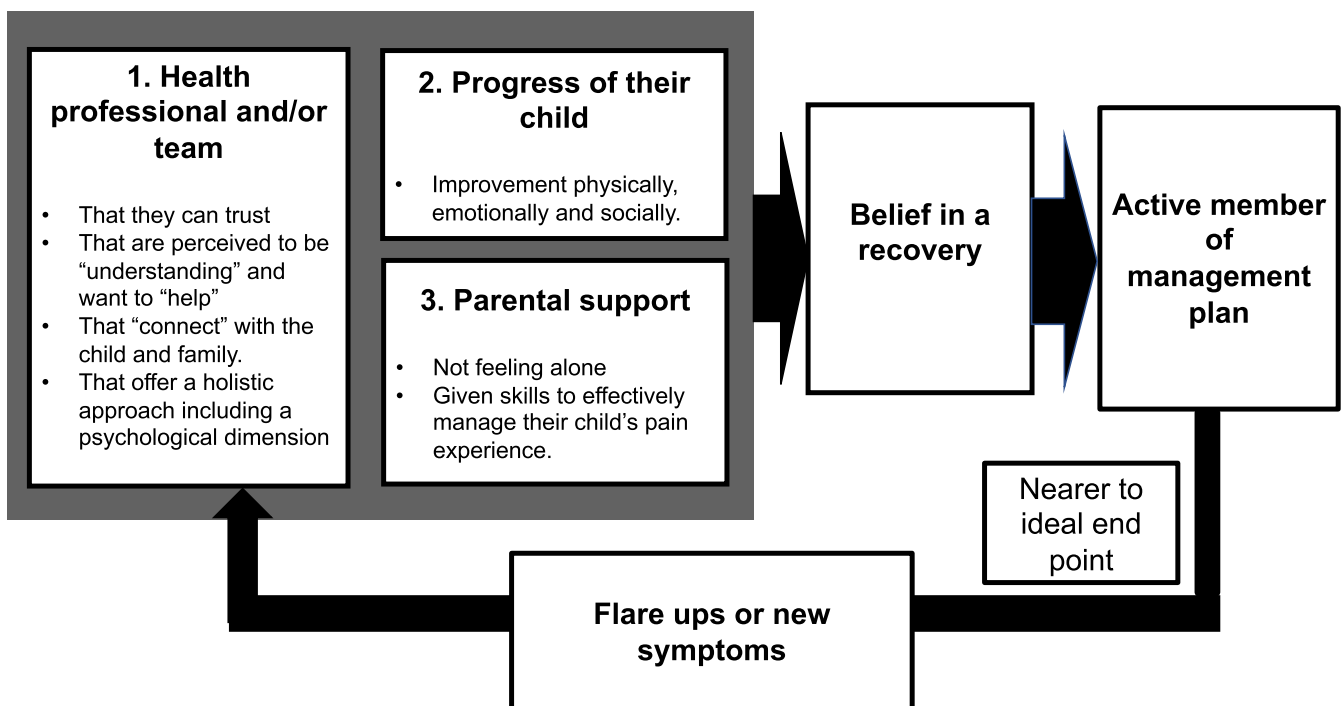 1. Health
professional and/or
team
• That they can trust
• That are perceived to be
“understanding” and
want to “help”
• That “connect” with the
child and family.
• That offer a holistic
approach including a
psychological dimension
2. Progress of their
child
• Improvement physically,
emotionally and socially.
3. Parental support
• Not feeling alone
• Given skills to effectively
manage their child’s pain
experience.
Belief in a
recovery
Active member
of
management
plan
Nearer to
ideal end
point
Flare ups or new
symptoms